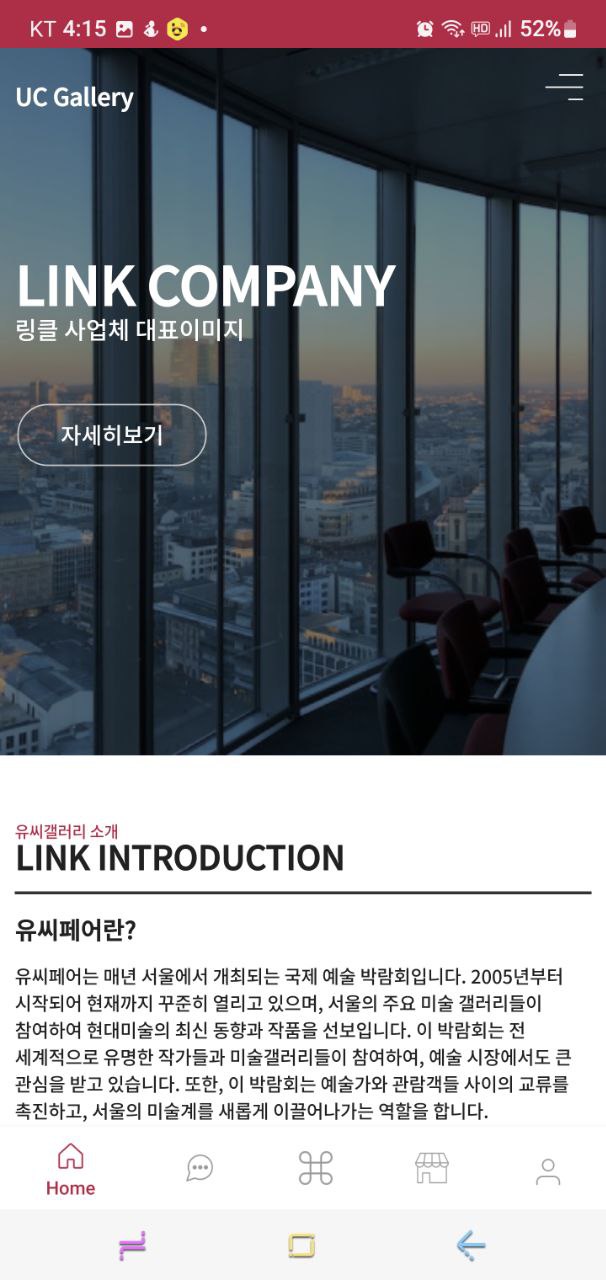 KT 4:15
HD 52%
UC Gallery
LINK COMPANY
링클 사업체 대표이미지
자세히보기
유씨갤러리 소개
LINK INTRODUCTION
유씨페어란?
유씨페어는 매년 서울에서 개최되는 국제 예술 박람회입니다. 2005년부터
시작되어 현재까지 꾸준히 열리고 있으며, 서울의 주요 미술 갤러리들이
참여하여 현대미술의 최신 동향과 작품을 선보입니다. 이 박람회는 전
세계적으로 유명한 작가들과 미술갤러리들이 참여하여, 예술 시장에서도 큰
관심을 받고 있습니다. 또한, 이 박람회는 예술가와 관람객들 사이의 교류를
촉진하고, 서울의 미술계를 새롭게 이끌어나가는 역할을 합니다.
Home